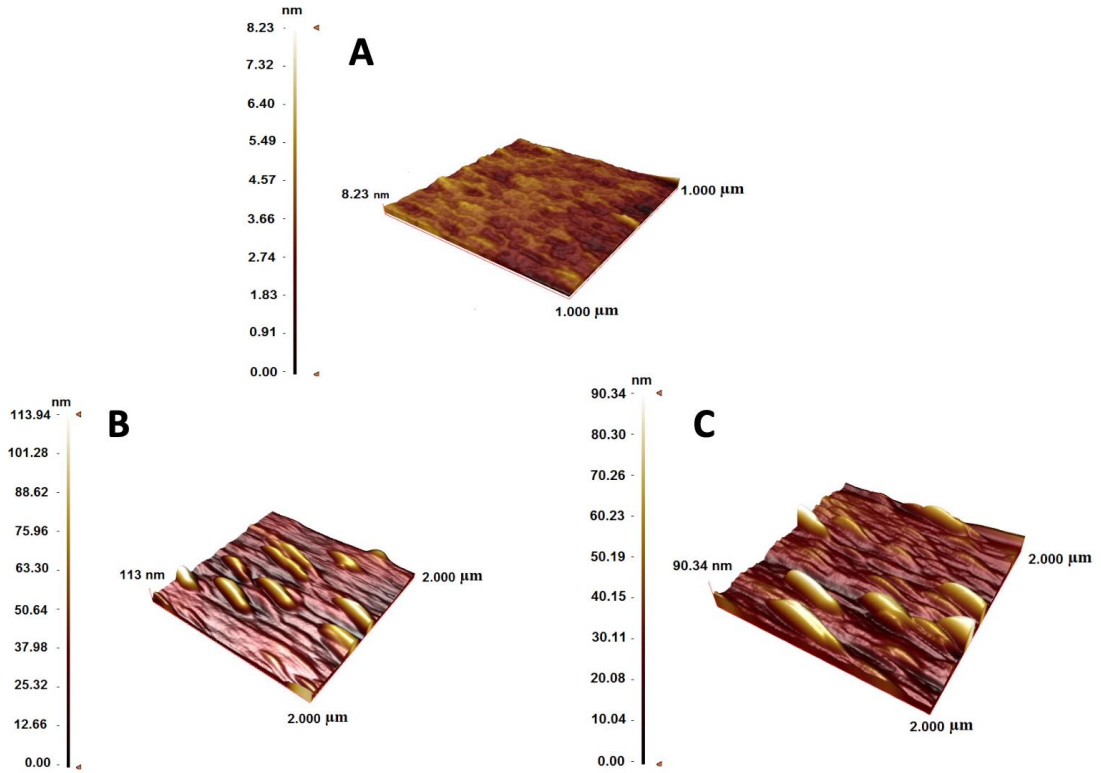 nm
8.23
A
7.32
6.40
5.49
4.57
8.23 nm
1.000 µm
3.66
2.74
1.83
1.000 µm
0.91
0.00
nm
113.94
B
101.28
88.62
75.96
63.30
113 nm
2.000 µm
50.64
37.98
25.32
12.66
2.000 µm
0.00
nm
90.34
C
80.30
70.26
60.23
50.19
2.000 µm
90.34 nm
40.15
30.11
20.08
10.04
2.000 µm
0.00